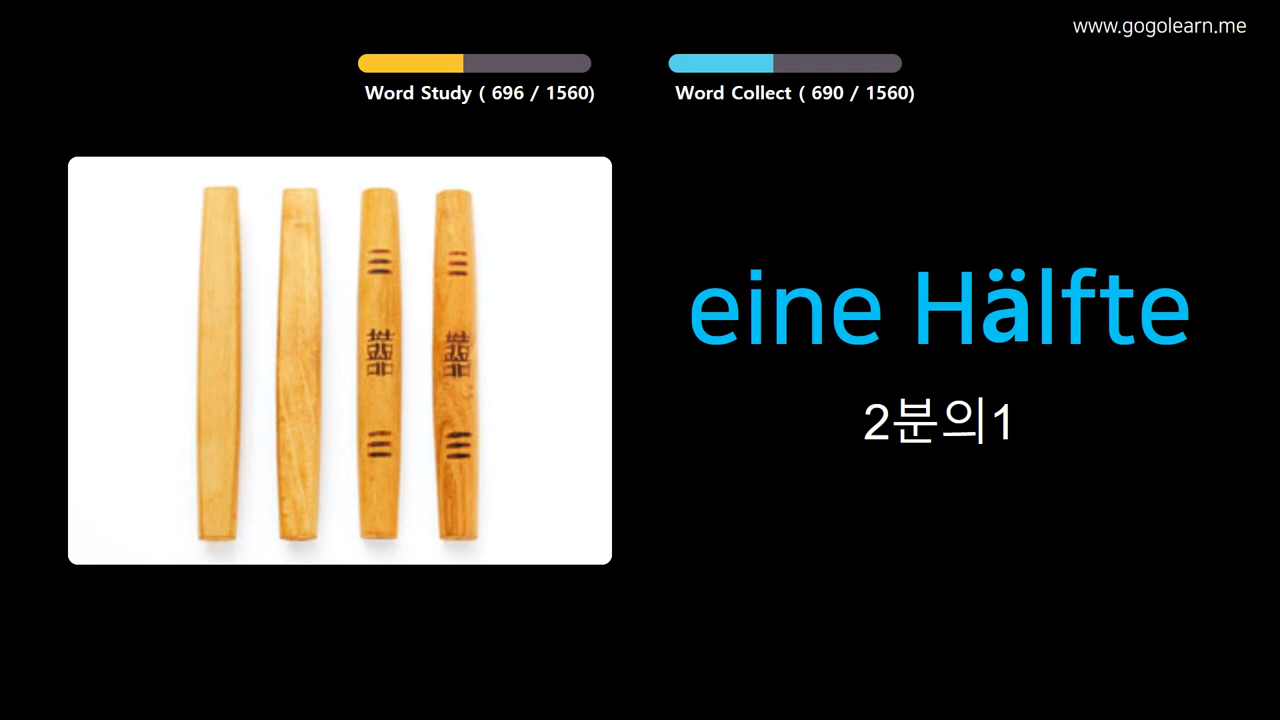 www.gogolearn.me
Word Study ( 696 / 1560)
Word Collect ( 690 / 1560)
eine Hälfte
2분의1